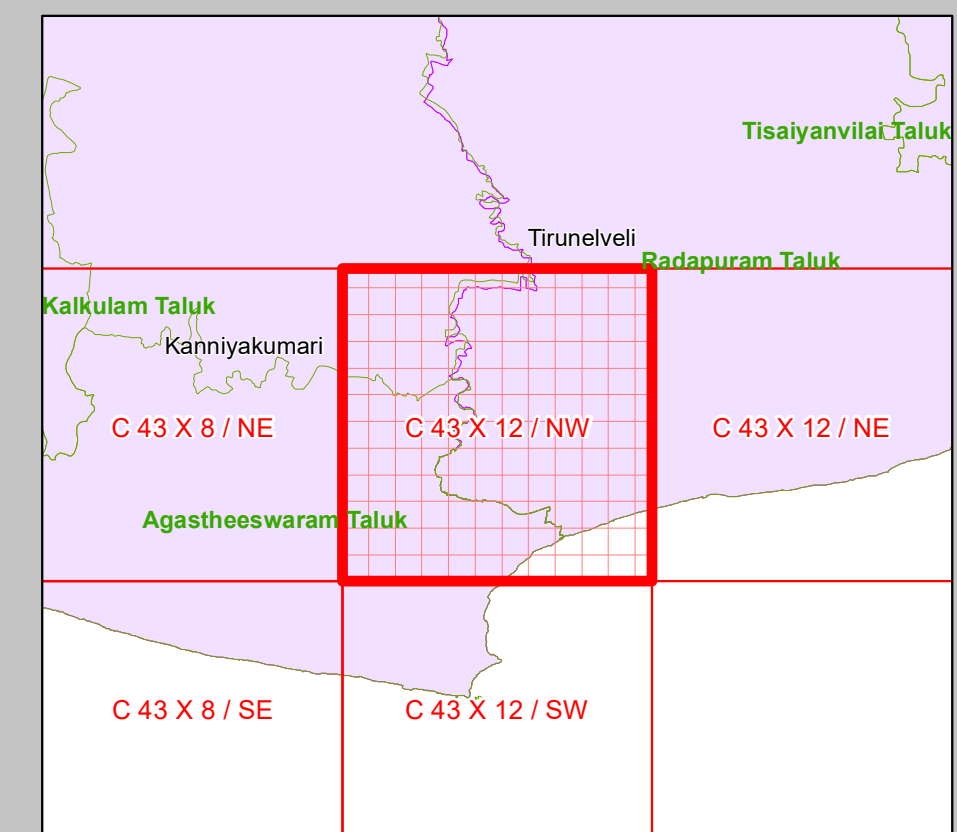 Tisaiyanvilai Taluk
Tirunelveli
Radapuram Taluk
Kalkulam Taluk
Kanniyakumari
C 43 X 8 / NE
C 43 X 12 / NW
C 43 X 12 / NE
Agastheeswaram Taluk
C 43 X 8 / SE
C 43 X 12 / SW